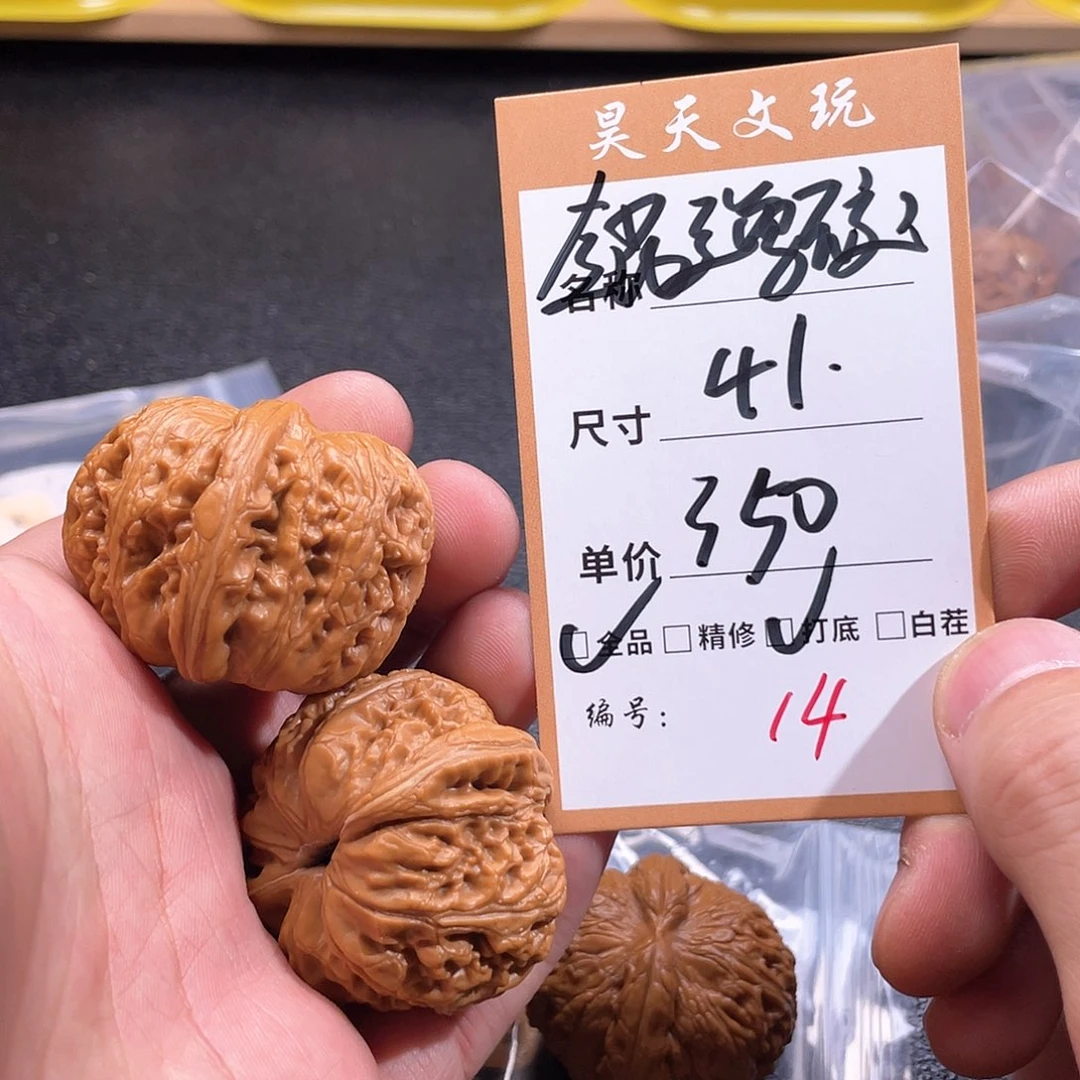 昊天文玩
名称
尺寸 41.
单价 350
全品 精修 打底 白茬
编号: 14